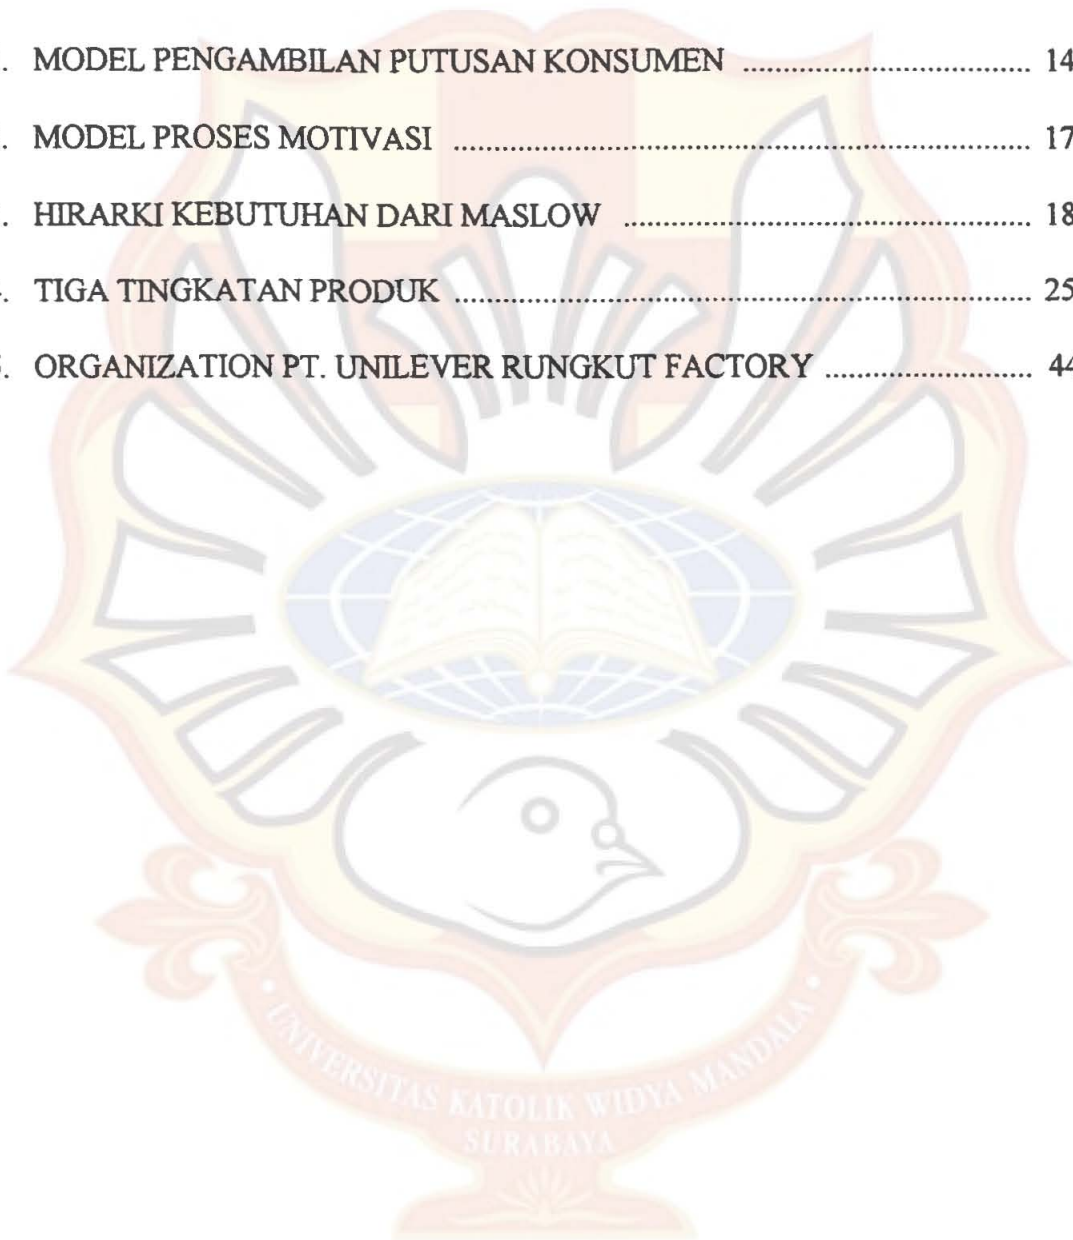 . MODEL PENGAMBILAN PUTUSAN KONSUMEN ................................... 14
. MODEL PROSES MOTIVASI ....................................................................... 17
. HIRARKI KEBUTUHAN DARI MASLOW .................................................. 18
. TIGA TINGKATAN PRODUK ....................................................................... 25
. ORGANIZATION PT. UNILEVER RUNGKUT FACTORY .......................... 44
• UNIVERSITAS KATOLIK WIDYA MANDALA •
SURABAYA